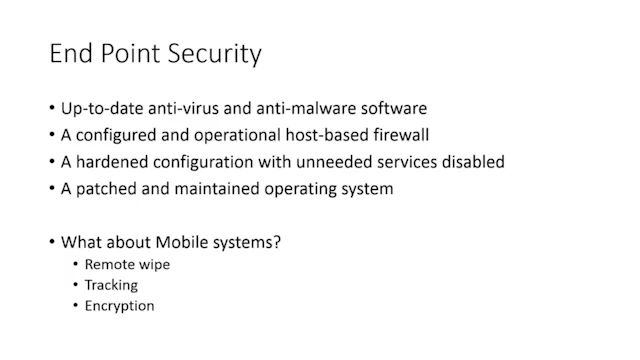 End Point Security
• Up-to-date anti-virus and anti-malware software
• A configured and operational host-based firewall
• A hardened configuration with unneeded services disabled
• A patched and maintained operating system
• What about Mobile systems?
• Remote wipe
• Tracking
• Encryption